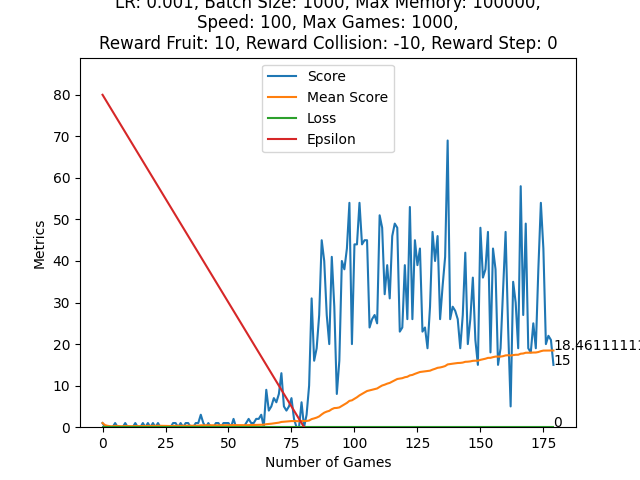 LR: 0.001, Batch Size: 1000, Max Memory: 100000,
Speed: 100, Max Games: 1000,
Reward Fruit: 10, Reward Collision: -10, Reward Step: 0
Score
Mean Score
Loss
Epsilon
80
70
60
50
40
30
20
10
0
Metrics
18.46111111
15
0
0 25 50 75 100 125 150 175
Number of Games